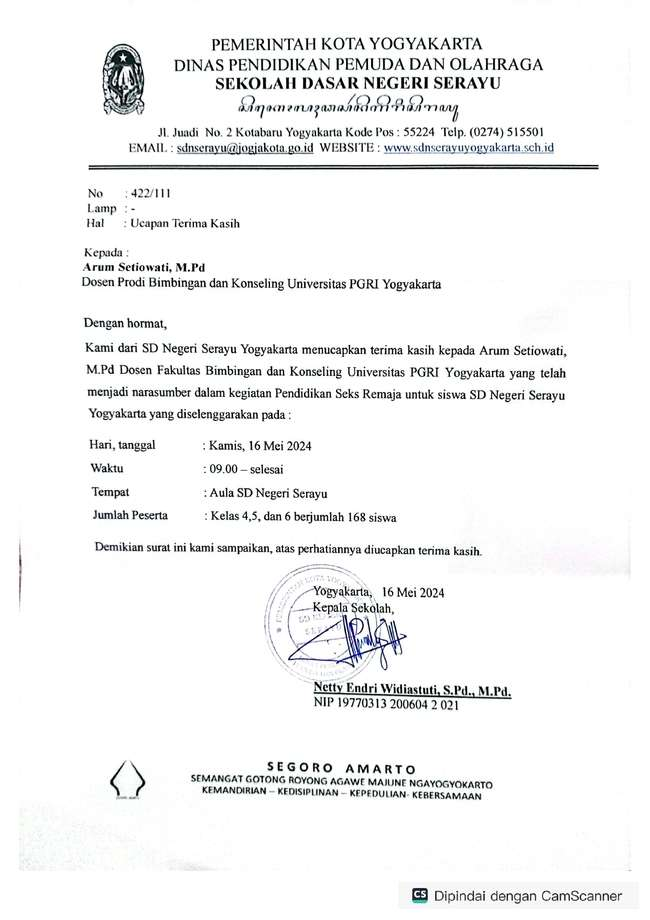 PEMERINTAH KOTA YOGYAKARTA
DINAS PENDIDIKAN PEMUDA DAN OLAHRAGA
SEKOLAH DASAR NEGERI SERAYU
Jl. Juadi No. 2 Kotabaru Yogyakarta Kode Pos : 55224 Telp. (0274) 515501
EMAIL : sdnserayu@jogjakota.go.id WEBSITE : www.sdnserayuyogyakarta.sch.id
No : 422/111
Lamp : -
Hal : Ucapan Terima Kasih
Kepada :
Arum Setiowati, M.Pd
Dosen Prodi Bimbingan dan Konseling Universitas PGRI Yogyakarta
Dengan hormat,
Kami dari SD Negeri Serayu Yogyakarta menucapkan terima kasih kepada Arum Setiowati,
M.Pd Dosen Fakultas Bimbingan dan Konseling Universitas PGRI Yogyakarta yang telah
menjadi narasumber dalam kegiatan Pendidikan Seks Remaja untuk siswa SD Negeri Serayu
Yogyakarta yang diselenggarakan pada :
Hari, tanggal : Kamis, 16 Mei 2024
Waktu : 09.00 – selesai
Tempat : Aula SD Negeri Serayu
Jumlah Peserta : Kelas 4,5, dan 6 berjumlah 168 siswa
Demikian surat ini kami sampaikan, atas perhatiannya diucapkan terima kasih.
Yogyakarta, 16 Mei 2024
Kepala Sekolah,
Netty Endri Widiastuti, S.Pd., M.Pd.
NIP 19770313 200604 2 021
SEGORO AMARTO
SEMANGAT GOTONG ROYONG AGAWE MAJUNE NGAYOGYOKARTO
KEMANDIRIAN – KEDISIPLINAN – KEPEDULIAN- KEBERSAMAAN
CS Dipindai dengan CamScanner